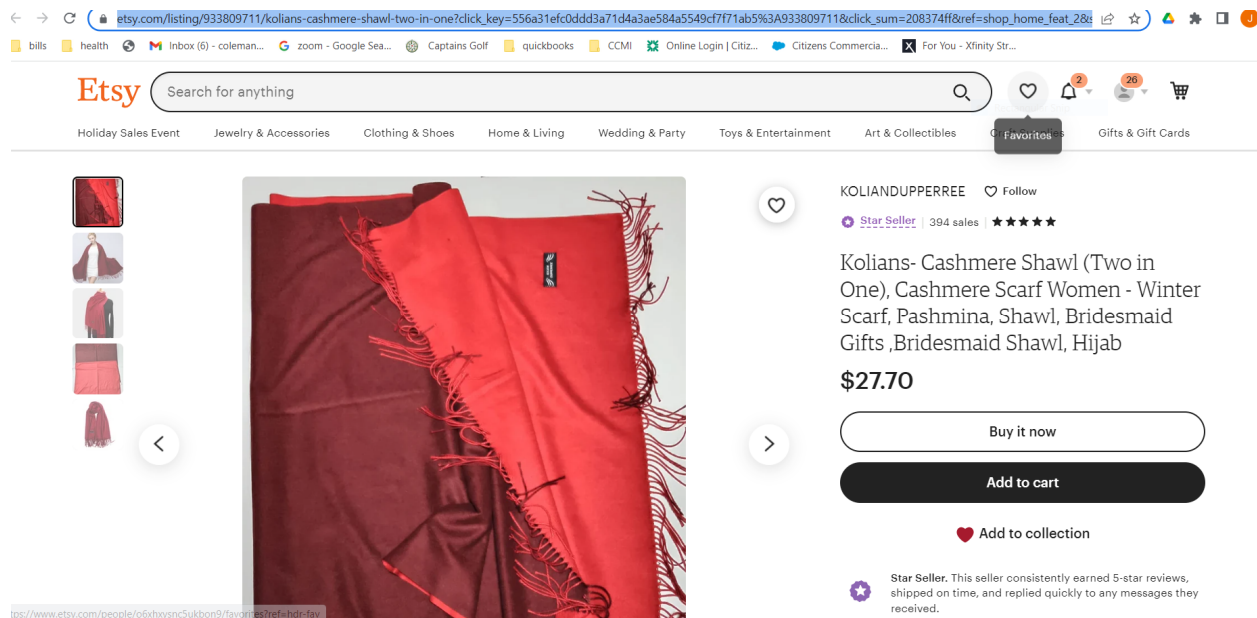 etsy.com/listing/933809711/kolians-cashmere-shawl-two-in-one?click_key=556a31efc0ddd3a71d4a3ae584a5549cf7f71ab5%3A933809711&click_sum=208374ff&ref=shop_home_feat_2&s
J
bills health Inbox (6) - coleman... zoom - Google Sea... Captains Golf quickbooks CCMI Online Login | Citiz... Citizens Commercia... For You - Xfinity Str...
Etsy Search for anything 2 26
Holiday Sales Event Jewelry & Accessories Clothing & Shoes Home & Living Wedding & Party Toys & Entertainment Art & Collectibles Craft Supplies Gifts & Gift Cards
Favorites
KOLIANDUPPERREE Follow
Star Seller 394 sales
Kolians- Cashmere Shawl (Two in
One), Cashmere Scarf Women - Winter
Scarf, Pashmina, Shawl, Bridesmaid
Gifts ,Bridesmaid Shawl, Hijab
$27.70
Buy it now
Add to cart
Add to collection
Star Seller. This seller consistently earned 5-star reviews,
shipped on time, and replied quickly to any messages they
received.
tps://www.etsy.com/people/o6xhxysnc5ukbon9/favorites?ref=hdr-fav